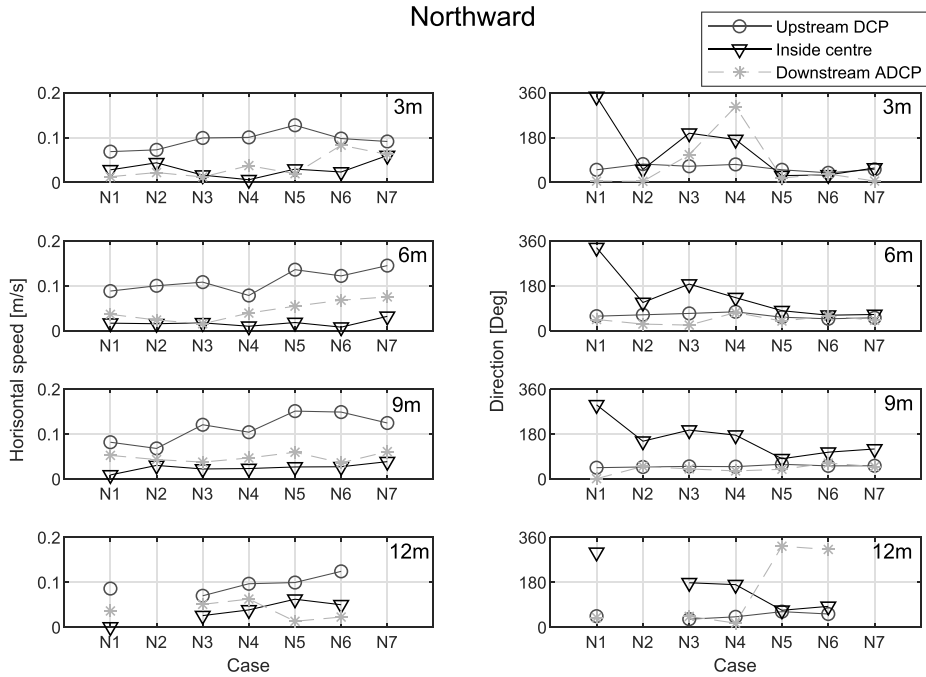 Northward
Upstream DCP
Inside centre
Downstream ADCP
Horisontal speed [m/s]
0.2
0.1
0
3m
N1 N2 N3 N4 N5 N6 N7
0.2
0.1
0
6m
N1 N2 N3 N4 N5 N6 N7
0.2
0.1
0
9m
N1 N2 N3 N4 N5 N6 N7
0.2
0.1
0
12m
N1 N2 N3 N4 N5 N6 N7
Case
Direction [Deg]
360
180
0
3m
N1 N2 N3 N4 N5 N6 N7
360
180
0
6m
N1 N2 N3 N4 N5 N6 N7
360
180
0
9m
N1 N2 N3 N4 N5 N6 N7
360
180
0
12m
N1 N2 N3 N4 N5 N6 N7
Case